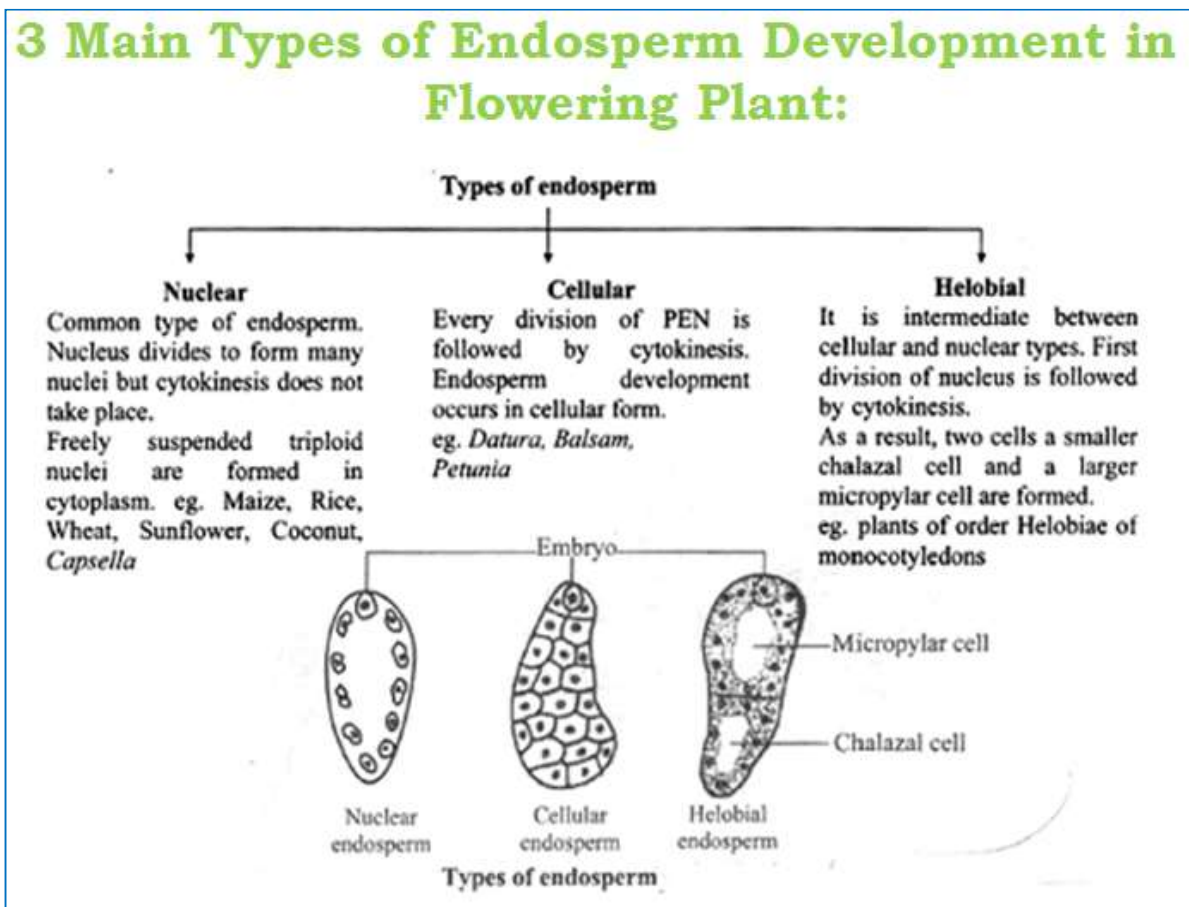 3 Main Types of Endosperm Development in
Flowering Plant:
Types of endosperm
Nuclear
Common type of endosperm.
Nucleus divides to form many
nuclei but cytokinesis does not
take place.
Freely suspended triploid
nuclei are formed in
cytoplasm. eg. Maize, Rice,
Wheat, Sunflower, Coconut,
Capsella
Cellular
Every division of PEN is
followed by cytokinesis.
Endosperm development
occurs in cellular form.
eg. Datura, Balsam,
Petunia
Helobial
It is intermediate between
cellular and nuclear types. First
division of nucleus is followed
by cytokinesis.
As a result, two cells a smaller
chalazal cell and a larger
micropylar cell are formed.
eg. plants of order Helobiae of
monocotyledons
Embryo
Micropylar cell
Chalazal cell
Nuclear
endosperm
Cellular
endosperm
Helobial
endosperm
Types of endosperm